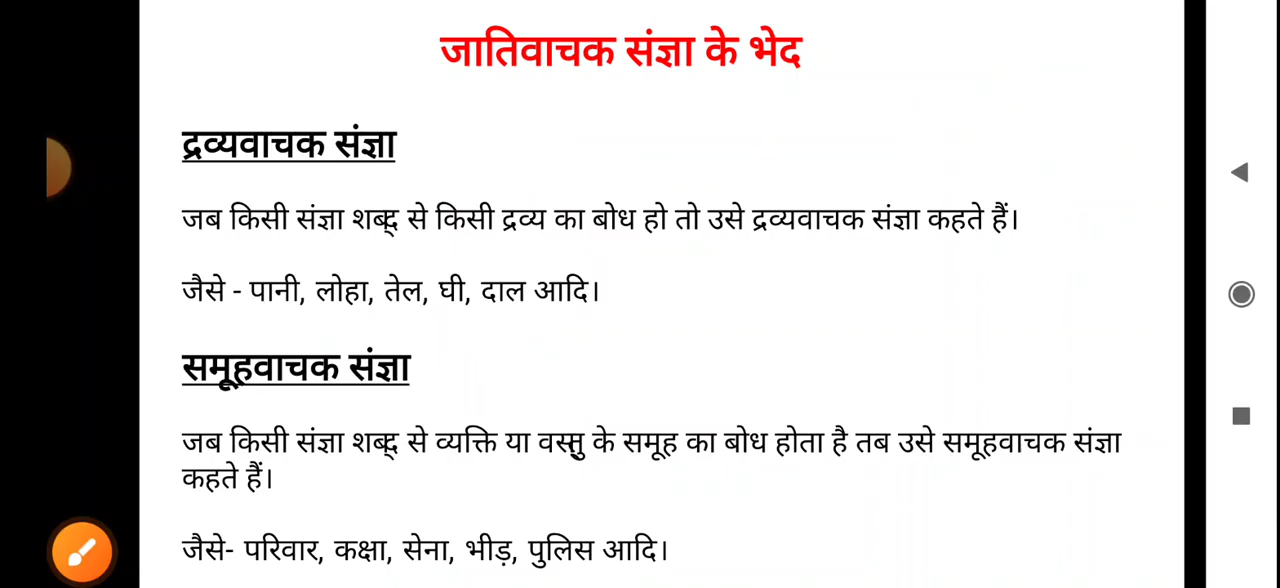 जातिवाचक संज्ञा के भेद
द्रव्यवाचक संज्ञा
जब किसी संज्ञा शब्द से किसी द्रव्य का बोध हो तो उसे द्रव्यवाचक संज्ञा कहते हैं।
जैसे - पानी, लोहा, तेल, घी, दाल आदि।
समूहवाचक संज्ञा
जब किसी संज्ञा शब्द से व्यक्ति या वस्तु के समूह का बोध होता है तब उसे समूहवाचक संज्ञा
कहते हैं।
जैसे- परिवार, कक्षा, सेना, भीड़, पुलिस आदि।